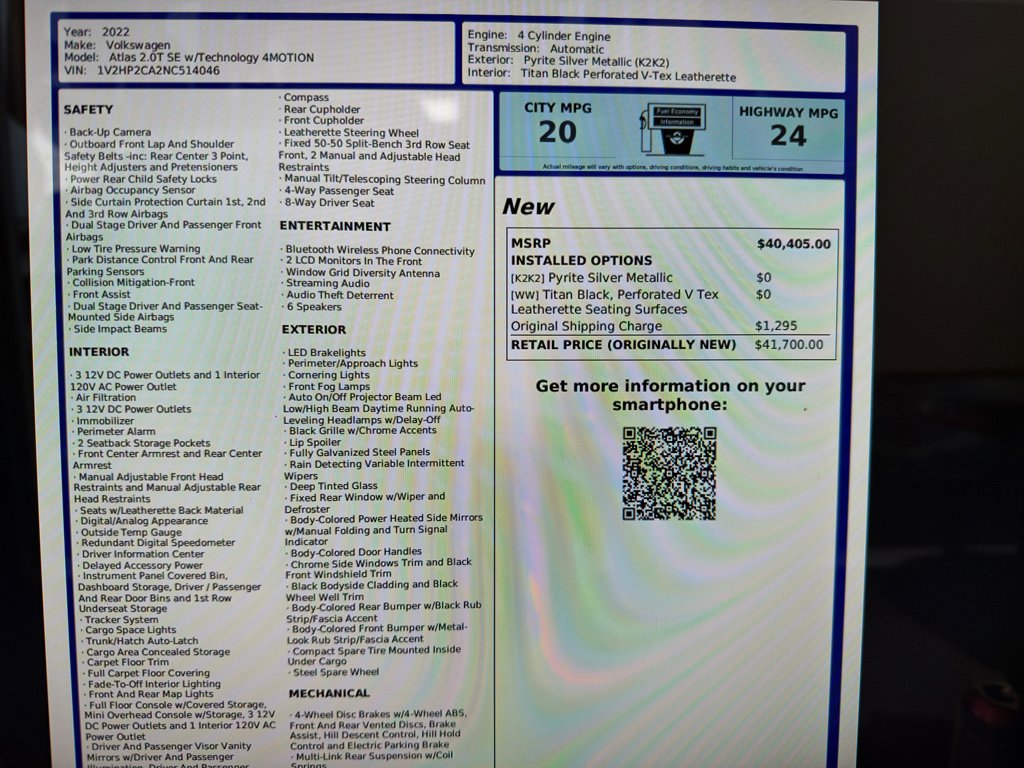 Year: 2022
Make: Volkswagen
Model: Atlas 2.0T SE w/Technology 4MOTION
VIN: 1V2HP2CA2NC514046
Engine: 4 Cylinder Engine
Transmission: Automatic
Exterior: Pyrite Silver Metallic (K2K2)
Interior: Titan Black Perforated V-Tex Leatherette
SAFETY
· Back-Up Camera
· Outboard Front Lap And Shoulder
Safety Belts -inc: Rear Center 3 Point,
Height Adjusters and Pretensioners
· Power Rear Child Safety Locks
· Airbag Occupancy Sensor
· Side Curtain Protection Curtain 1st, 2nd
And 3rd Row Airbags
· Dual Stage Driver And Passenger Front
Airbags
· Low Tire Pressure Warning
· Park Distance Control Front And Rear
Parking Sensors
· Collision Mitigation-Front
· Front Assist
· Dual Stage Driver And Passenger Seat-
Mounted Side Airbags
· Side Impact Beams
INTERIOR
· 3 12V DC Power Outlets and 1 Interior
120V AC Power Outlet
· Air Filtration
· 3 12V DC Power Outlets
· Immobilizer
· Perimeter Alarm
· 2 Seatback Storage Pockets
· Front Center Armrest and Rear Center
Armrest
· Manual Adjustable Front Head
Restraints and Manual Adjustable Rear
Head Restraints
· Seats w/Leatherette Back Material
· Digital/Analog Appearance
· Outside Temp Gauge
· Redundant Digital Speedometer
· Driver Information Center
· Delayed Accessory Power
· Instrument Panel Covered Bin,
Dashboard Storage, Driver / Passenger
And Rear Door Bins and 1st Row
Underseat Storage
· Tracker System
· Cargo Space Lights
· Trunk/Hatch Auto-Latch
· Cargo Area Concealed Storage
· Carpet Floor Trim
· Full Carpet Floor Covering
· Fade-To-Off Interior Lighting
· Front And Rear Map Lights
· Full Floor Console w/Covered Storage,
Mini Overhead Console w/Storage, 3 12V
DC Power Outlets and 1 Interior 120V AC
Power Outlet
· Driver And Passenger Visor Vanity
Mirrors w/Driver And Passenger
Illumination, Driver And Passenger
· Compass
· Rear Cupholder
· Front Cupholder
· Leatherette Steering Wheel
· Fixed 50-50 Split-Bench 3rd Row Seat
Front, 2 Manual and Adjustable Head
Restraints
· Manual Tilt/Telescoping Steering Column
· 4-Way Passenger Seat
· 8-Way Driver Seat
ENTERTAINMENT
· Bluetooth Wireless Phone Connectivity
· 2 LCD Monitors In The Front
· Window Grid Diversity Antenna
· Streaming Audio
· Audio Theft Deterrent
· 6 Speakers
EXTERIOR
· LED Brakelights
· Perimeter/Approach Lights
· Cornering Lights
· Front Fog Lamps
· Auto On/Off Projector Beam Led
Low/High Beam Daytime Running Auto-
Leveling Headlamps w/Delay-Off
· Black Grille w/Chrome Accents
· Lip Spoiler
· Fully Galvanized Steel Panels
· Rain Detecting Variable Intermittent
Wipers
· Deep Tinted Glass
· Fixed Rear Window w/Wiper and
Defroster
· Body-Colored Power Heated Side Mirrors
w/Manual Folding and Turn Signal
Indicator
· Body-Colored Door Handles
· Chrome Side Windows Trim and Black
Front Windshield Trim
· Black Bodyside Cladding and Black
Wheel Well Trim
· Body-Colored Rear Bumper w/Black Rub
Strip/Fascia Accent
· Body-Colored Front Bumper w/Metal-
Look Rub Strip/Fascia Accent
· Compact Spare Tire Mounted Inside
Under Cargo
· Steel Spare Wheel
MECHANICAL
· 4-Wheel Disc Brakes w/4-Wheel ABS,
Front And Rear Vented Discs, Brake
Assist, Hill Descent Control, Hill Hold
Control and Electric Parking Brake
· Multi-Link Rear Suspension w/Coil
Springs
CITY MPG
20
Fuel Economy
Information
HIGHWAY MPG
24
Actual mileage will vary with options, driving conditions, driving habits and vehicle's condition
New
MSRP $40,405.00
INSTALLED OPTIONS
[K2K2] Pyrite Silver Metallic $0
[WW] Titan Black, Perforated V Tex $0
Leatherette Seating Surfaces
Original Shipping Charge $1,295
RETAIL PRICE (ORIGINALLY NEW) $41,700.00
Get more information on your
smartphone: